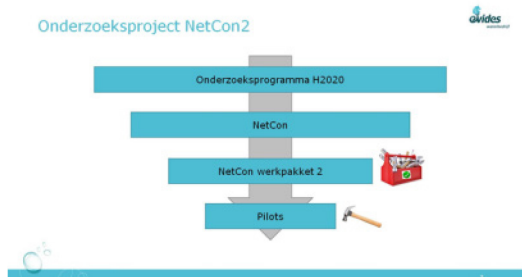 Onderzoeksproject NetCon2
evides
Onderzoeksprogramma H2020
NetCon
NetCon werkpakket 2
Pilots